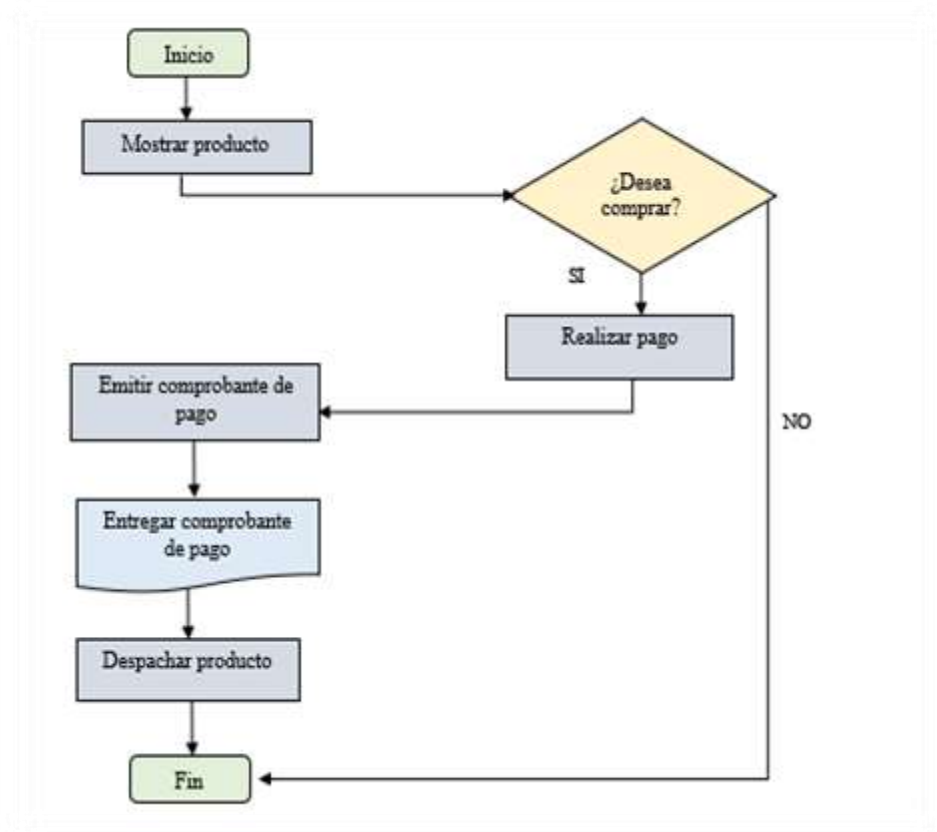 Inicio
Mostrar producto
¿Desea
comprar?
SI
Realizar pago
Emitir comprobante de
pago
NO
Entregar comprobante
de pago
Despachar producto
Fin